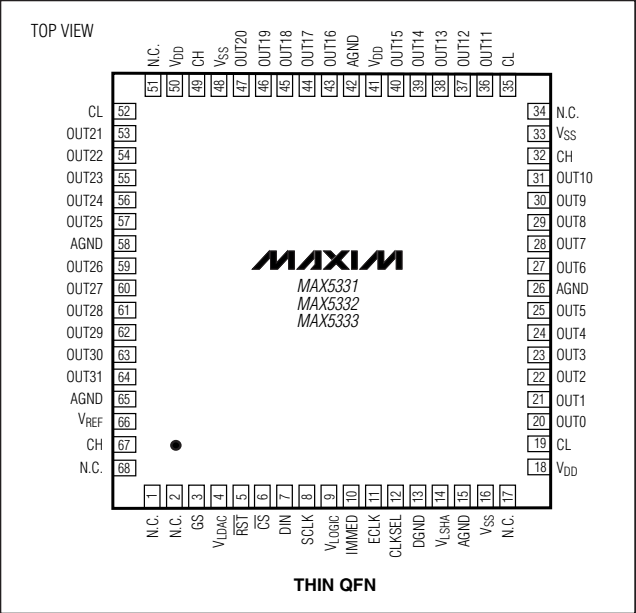 TOP VIEW
N.C.
VDD
CH
VSS
OUT20
OUT19
OUT18
OUT17
OUT16
AGND
VDD
OUT15
OUT14
OUT13
OUT12
OUT11
CL
51
50
49
48
47
46
45
44
43
42
41
40
39
38
37
36
35
CL 52
OUT21 53
OUT22 54
OUT23 55
OUT24 56
OUT25 57
AGND 58
OUT26 59
OUT27 60
OUT28 61
OUT29 62
OUT30 63
OUT31 64
AGND 65
VREF 66
CH 67
N.C. 68
MAXIM
MAX5331
MAX5332
MAX5333
34 N.C.
33 VSS
32 CH
31 OUT10
30 OUT9
29 OUT8
28 OUT7
27 OUT6
26 AGND
25 OUT5
24 OUT4
23 OUT3
22 OUT2
21 OUT1
20 OUT0
19 CL
18 VDD
1
2
3
4
5
6
7
8
9
10
11
12
13
14
15
16
17
N.C.
N.C.
GS
VLDAC
RST
CS
DIN
SCLK
VLOGIC
IMMED
ECLK
CLKSEL
DGND
VLSHA
AGND
VSS
N.C.
THIN QFN